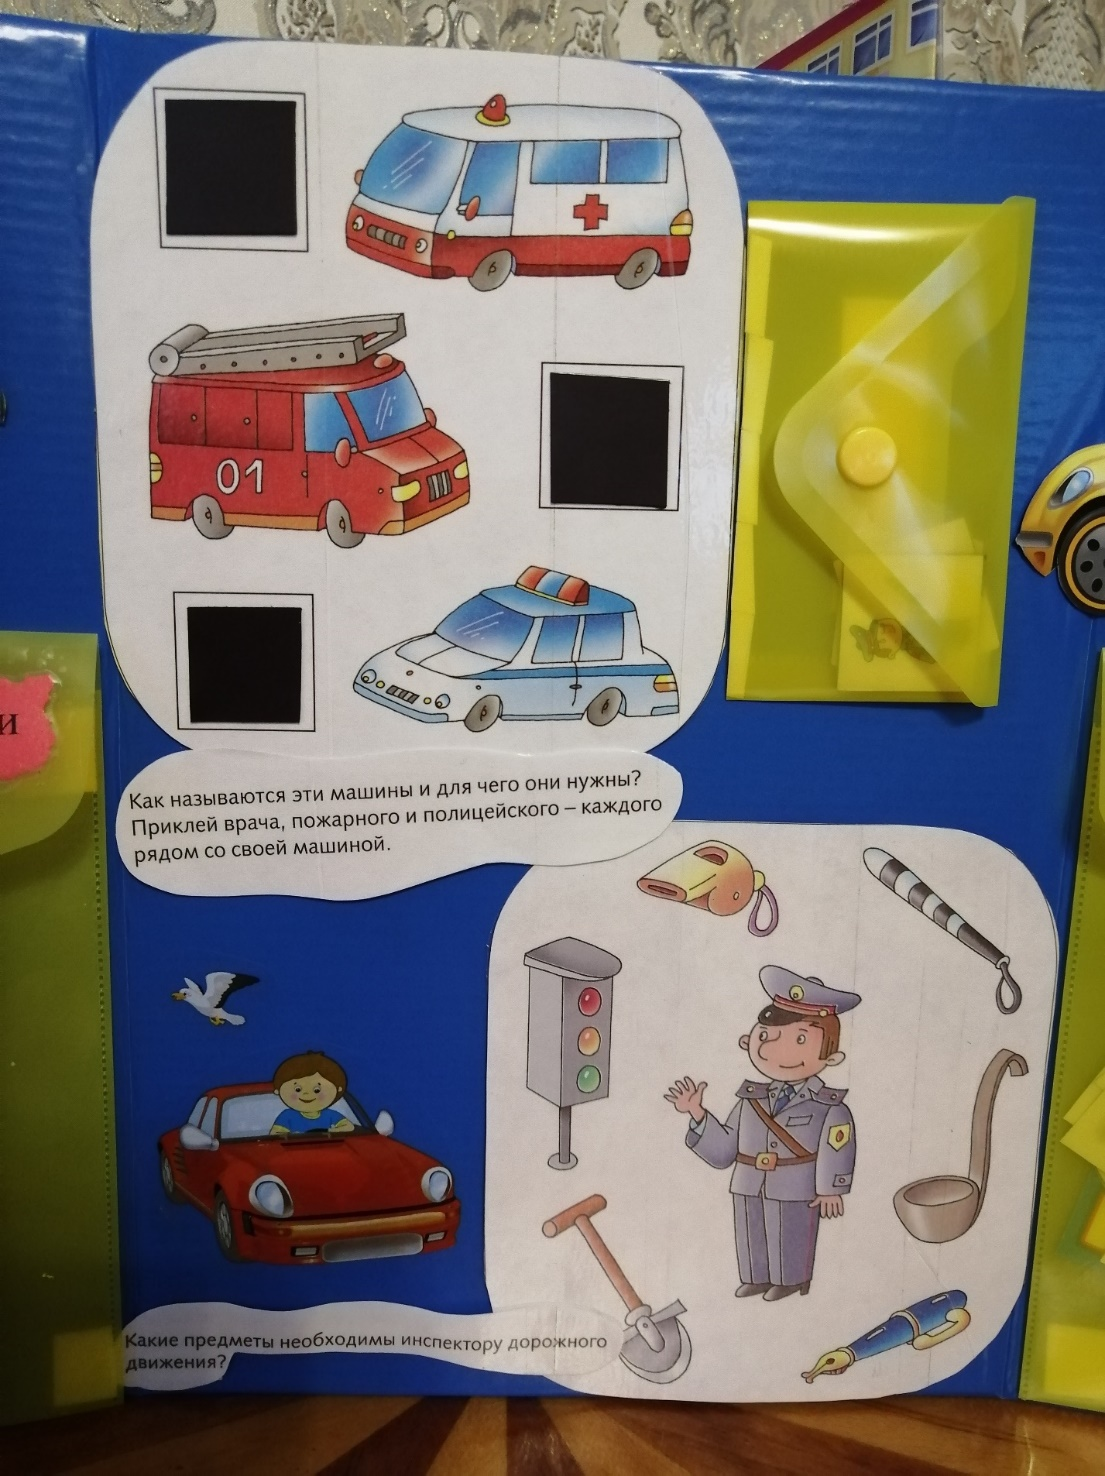 01
Как называются эти машины и для чего они нужны?
Приклей врача, пожарного и полицейского – каждого
рядом со своей машиной.
и
Какие предметы необходимы инспектору дорожного
движения?